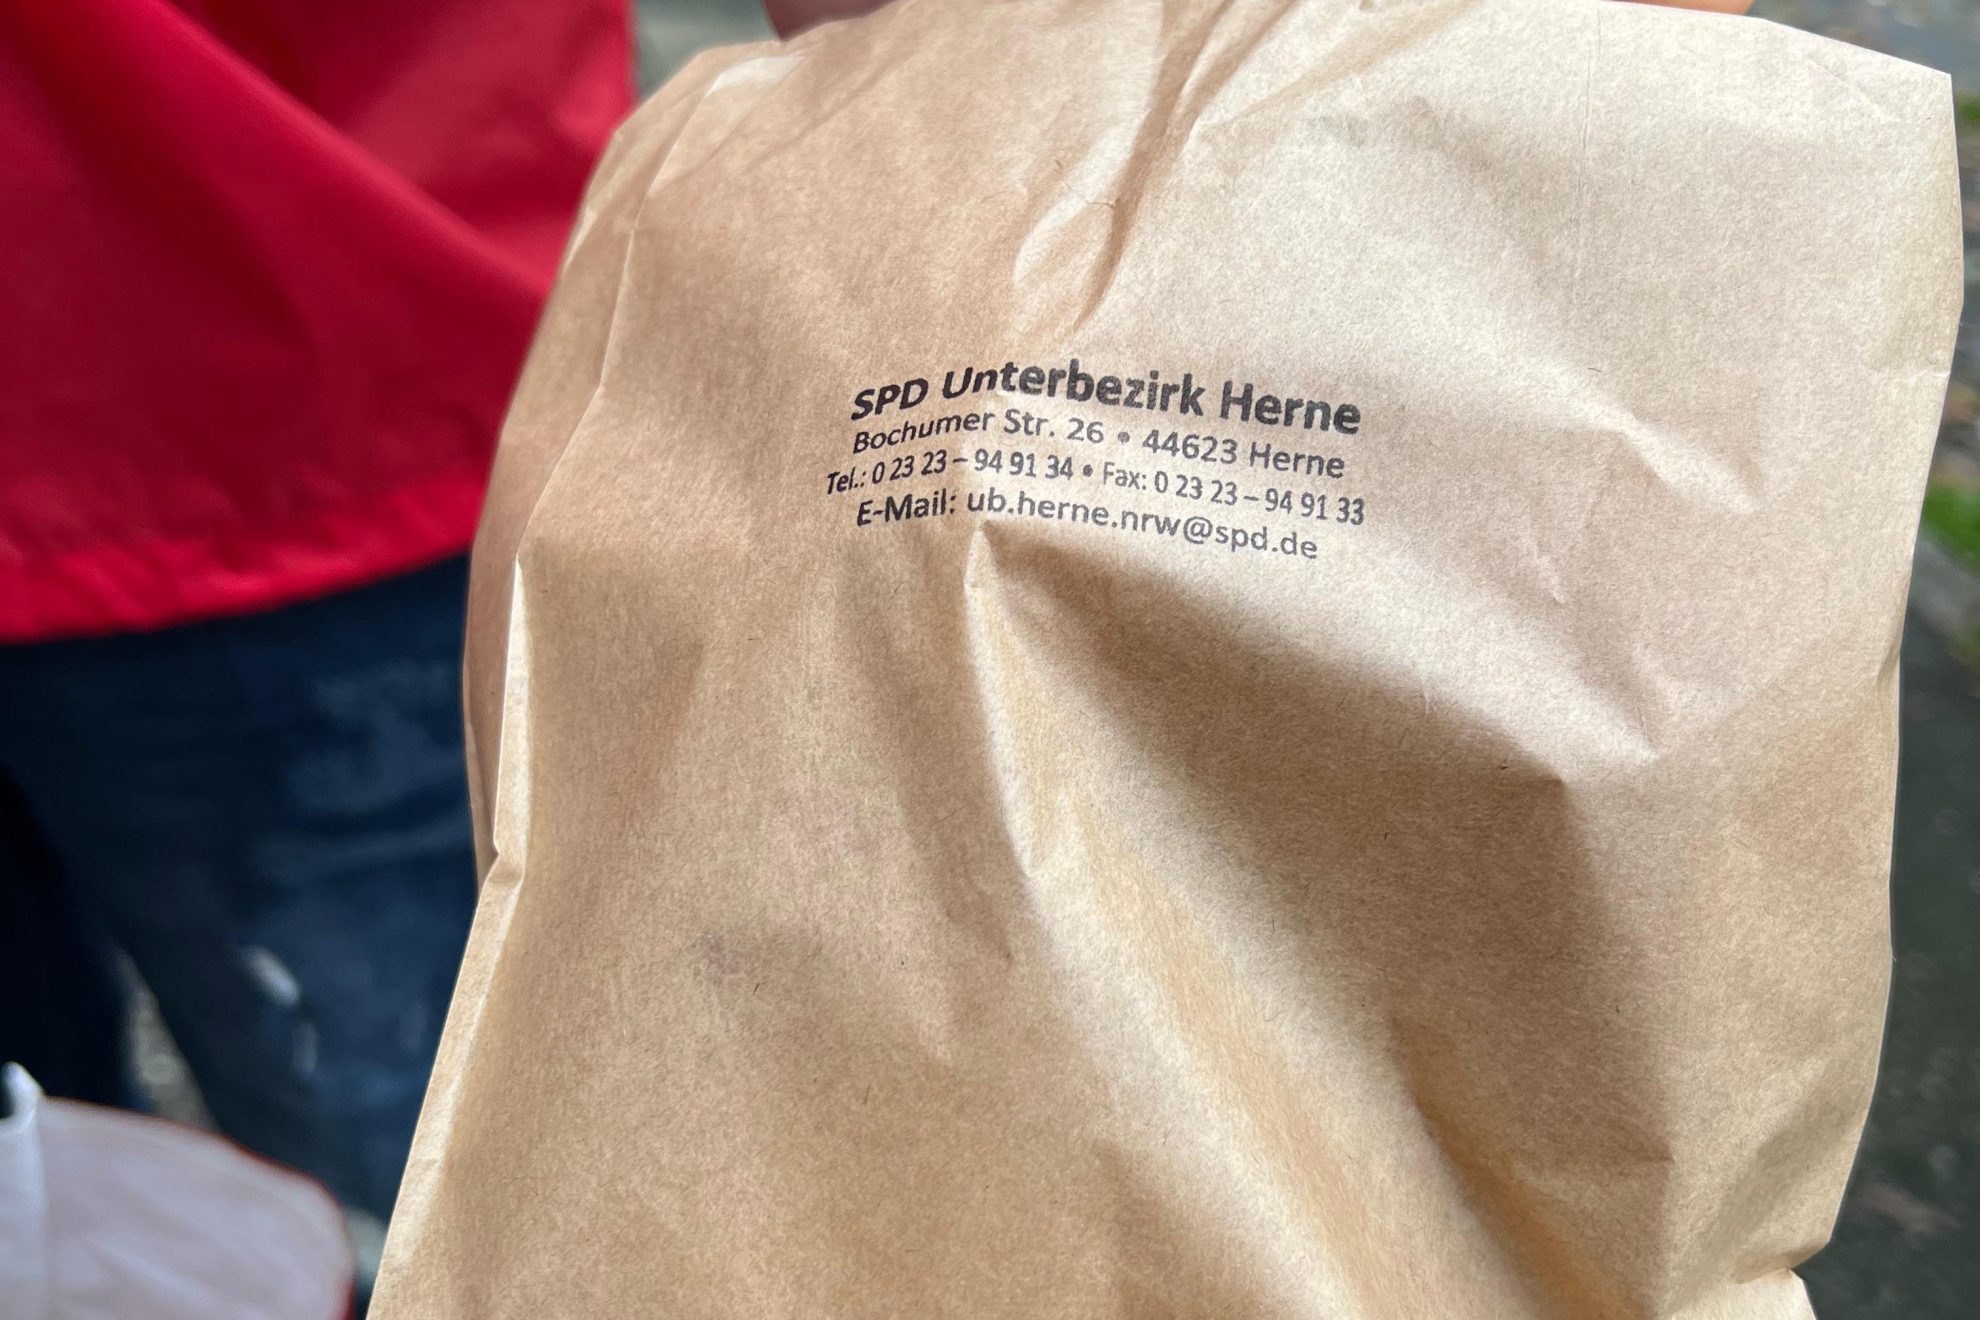 SPD Unterbezirk Herne
Bochumer Str. 26 • 44623 Herne
Tel.: 0 23 23 – 94 91 34 • Fax: 0 23 23 – 94 91 33
E-Mail: ub.herne.nrw@spd.de